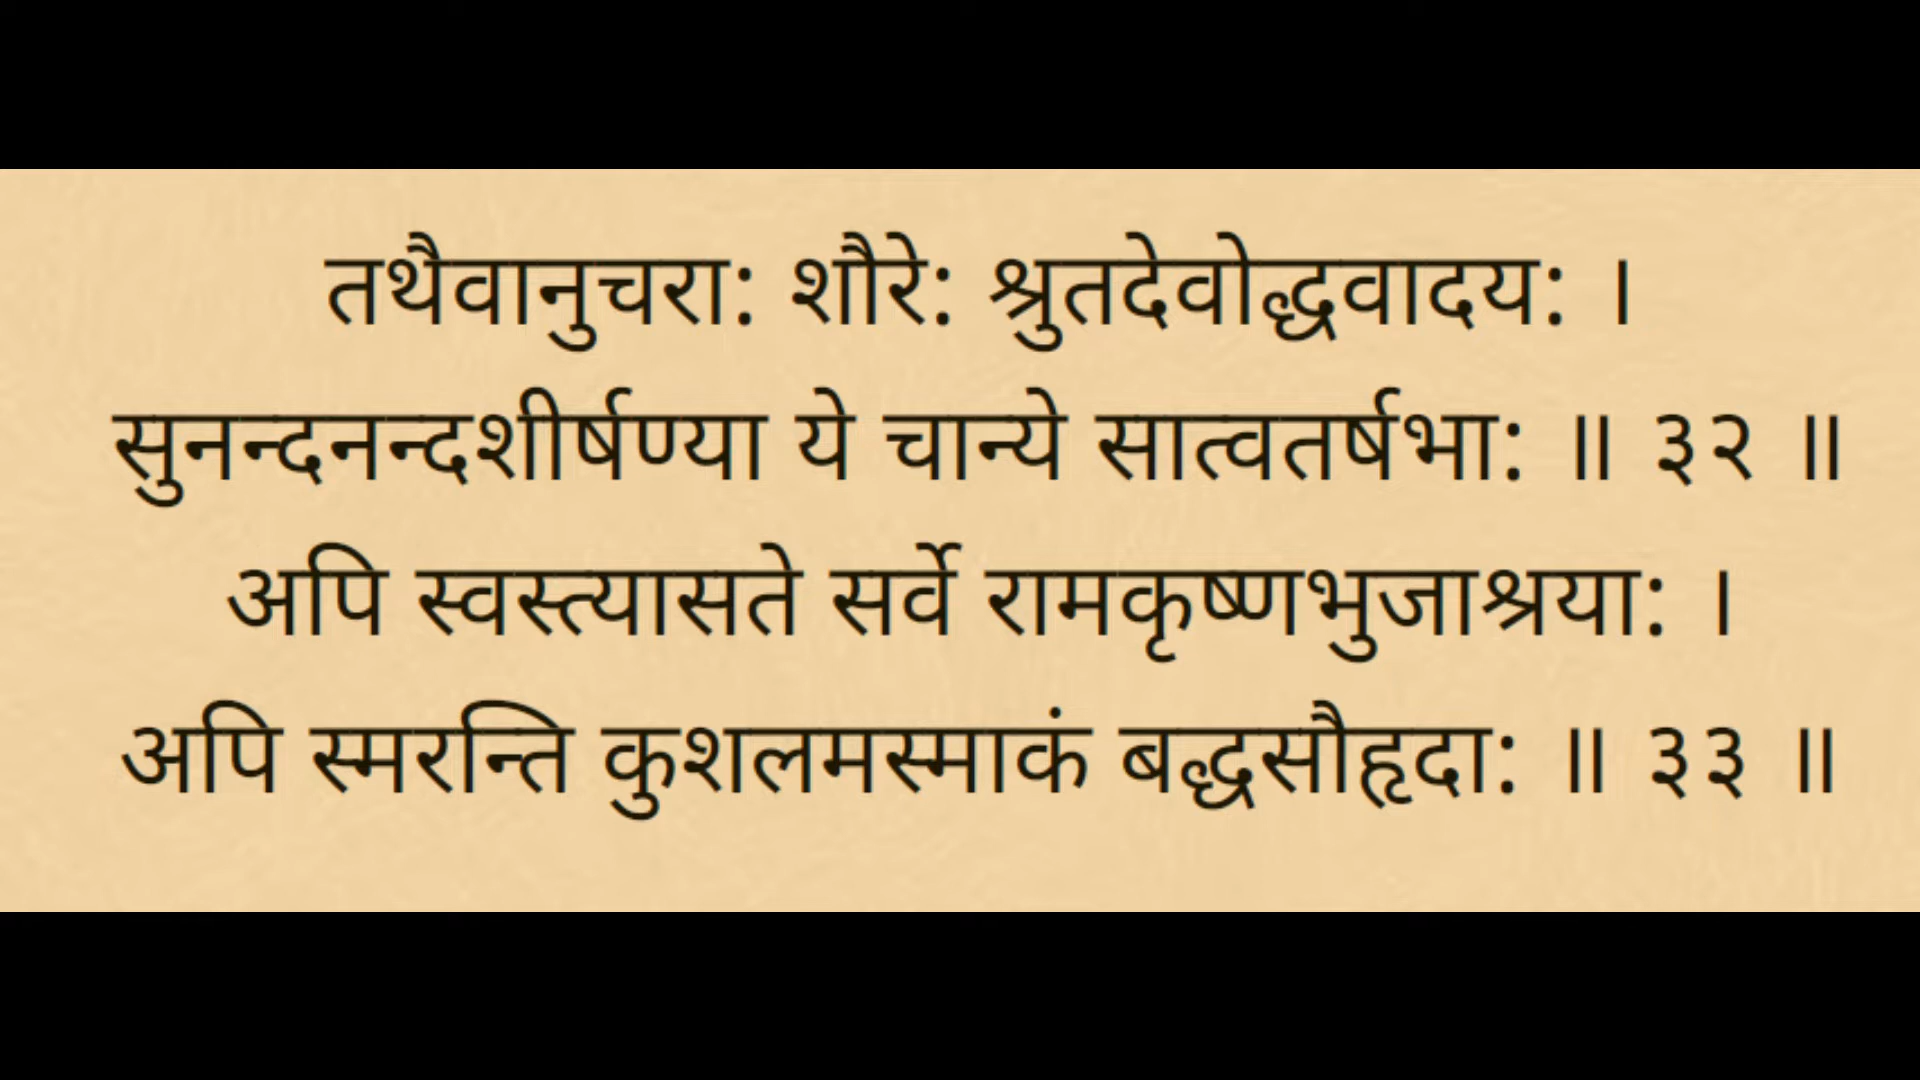 तथैवानुचरा: शौरे: श्रुतदेवोद्धवादय: ।
सुनन्दनन्दशीर्षण्या ये चान्ये सात्वतर्षभा: ॥ ३२ ॥
अपि स्वस्त्यासते सर्वे रामकृष्णभुजाश्रया: ।
अपि स्मरन्ति कुशलमस्माकं बद्धसौहृदा: ॥ ३३ ॥